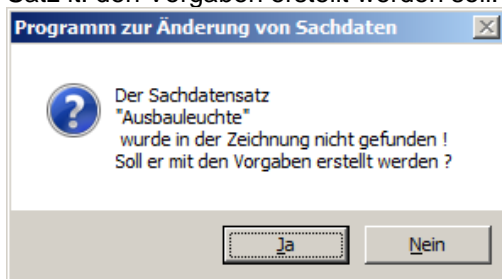 Programm zur Änderung von Sachdaten
Der Sachdatensatz
"Ausbauleuchte"
wurde in der Zeichnung nicht gefunden !
Soll er mit den Vorgaben erstellt werden ?
Ja
Nein